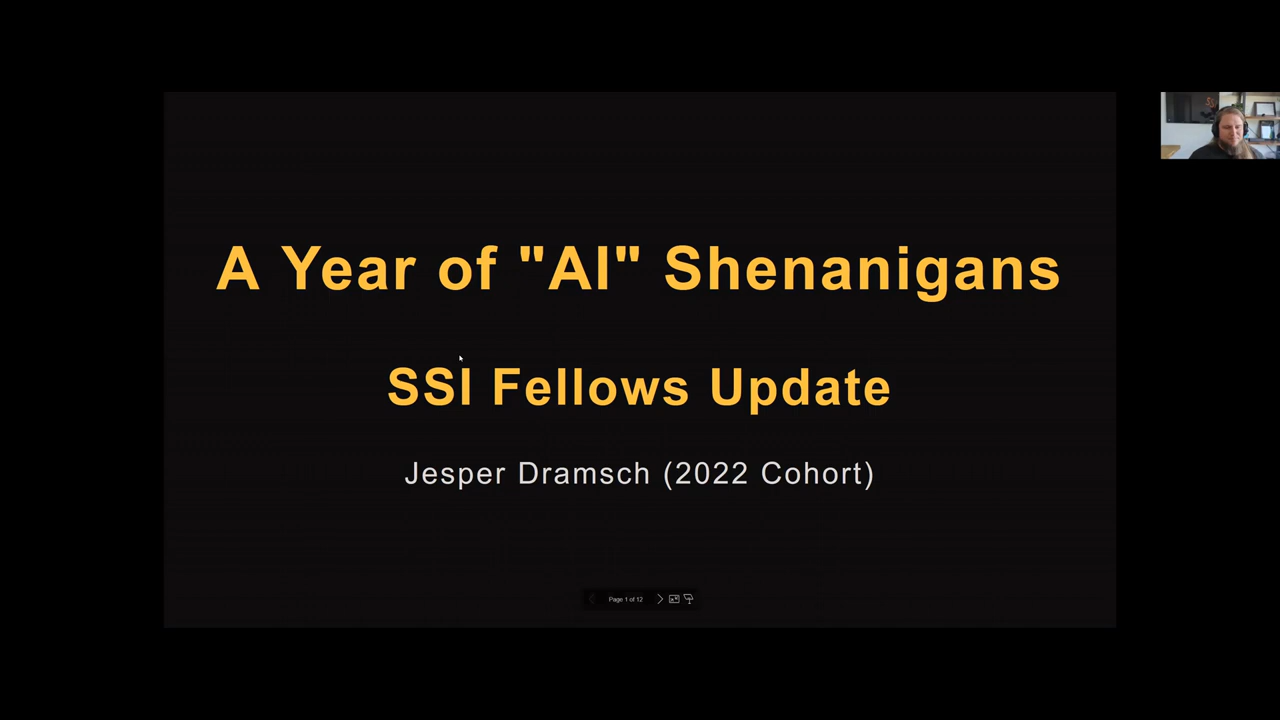 A Year of "AI" Shenanigans
SSI Fellows Update
Jesper Dramsch (2022 Cohort)
Page 1 of 12